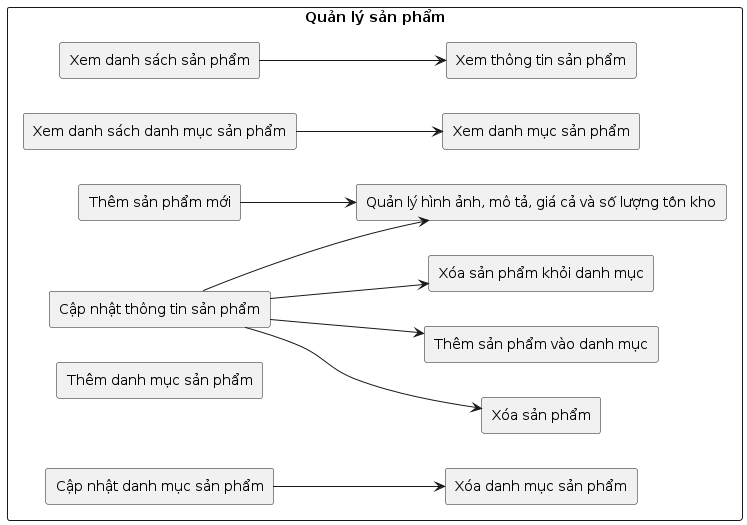 Quản lý sản phẩm
Xem danh sách sản phẩm
Xem thông tin sản phẩm
Xem danh sách danh mục sản phẩm
Xem danh mục sản phẩm
Thêm sản phẩm mới
Quản lý hình ảnh, mô tả, giá cả và số lượng tồn kho
Xóa sản phẩm khỏi danh mục
Cập nhật thông tin sản phẩm
Thêm sản phẩm vào danh mục
Thêm danh mục sản phẩm
Xóa sản phẩm
Cập nhật danh mục sản phẩm
Xóa danh mục sản phẩm